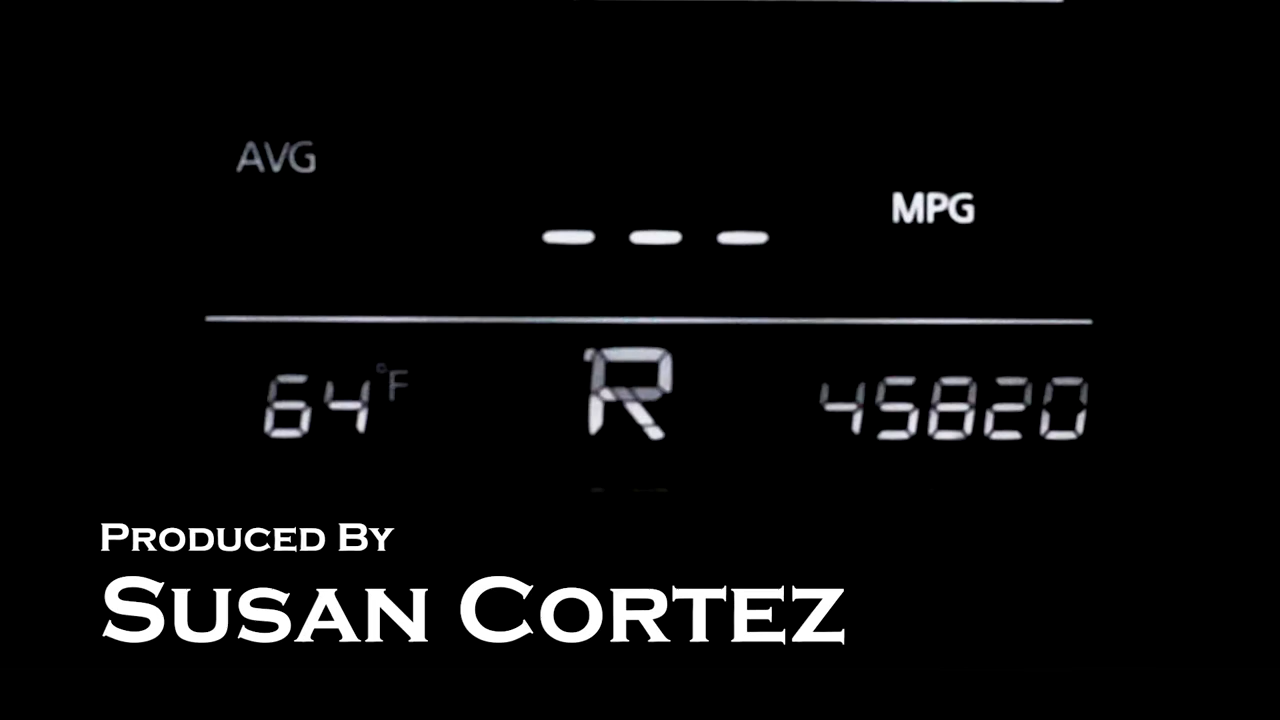 AVG
MPG
- - -
64°F R 45820
PRODUCED BY
SUSAN CORTEZ